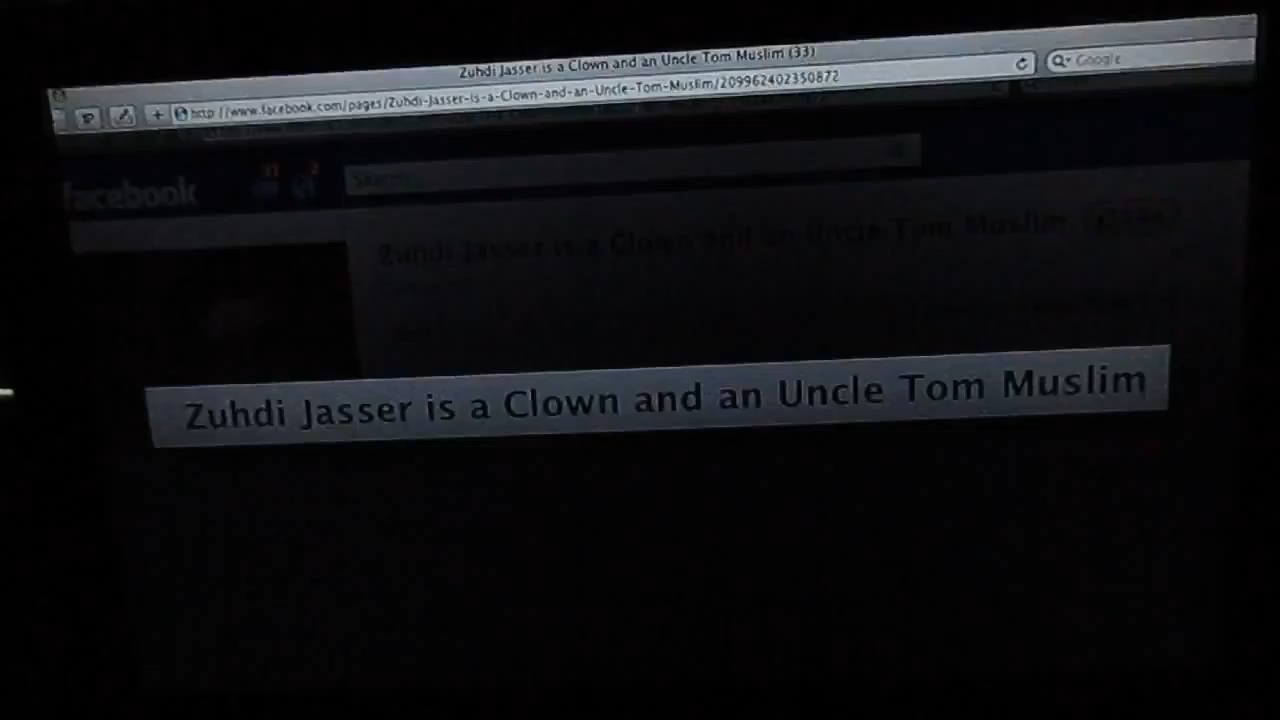 Zuhdi Jasser is a Clown and an Uncle Tom Muslim (33)
http://www.facebook.com/pages/Zuhdi-Jasser-is-a-Clown-and-an-Uncle-Tom-Muslim/209962402350872
Google
facebook
Search
Zuhdi Jasser is a Clown and an Uncle Tom Muslim
Zuhdi Jasser is a Clown and an Uncle Tom Muslim